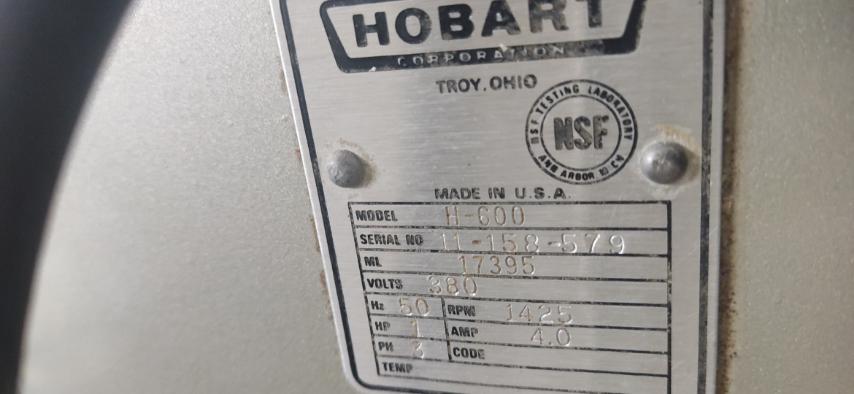 HOBART
CORPORATION
TROY, OHIO
NSF TESTING LABORATORY
NSF
ANN ARBOR
MADE IN U.S.A.
MODEL H-600
SERIAL NO 11-158-579
ML 17395
VOLTS 380
Hz 50 RPM 1425
HP 1 AMP 4.0
PH 3 CODE
TEMP